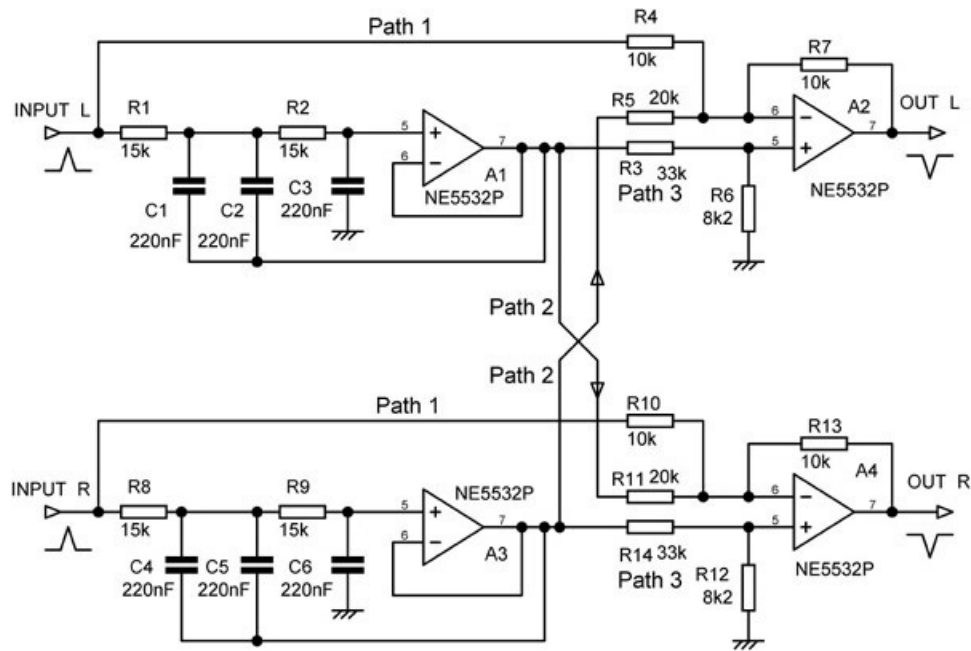 Path 1
R4
10k
R7
10k
INPUT L
R1
15k
R2
15k
R5 20k
A2
OUT L
6
5
7
5
6
7
A1
NE5532P
R3 33k
Path 3
R6
8k2
NE5532P
C1
220nF
C2
220nF
C3
220nF
Path 2
Path 2
Path 1
R10
10k
R13
10k
INPUT R
R8
15k
R9
15k
NE5532P
R11 20k
A4
OUT R
6
5
7
5
6
7
A3
R14 33k
Path 3
R12
8k2
NE5532P
C4
220nF
C5
220nF
C6
220nF